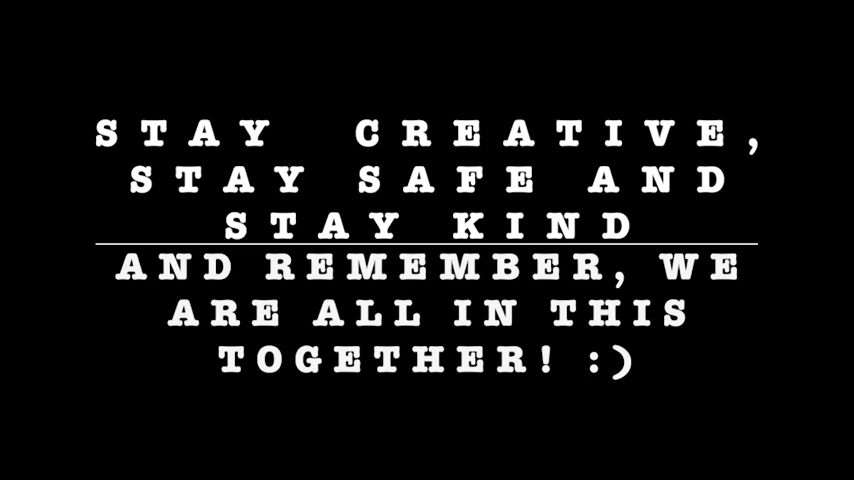 STAY CREATIVE,
STAY SAFE AND
STAY KIND
AND REMEMBER, WE
ARE ALL IN THIS
TOGETHER! :)